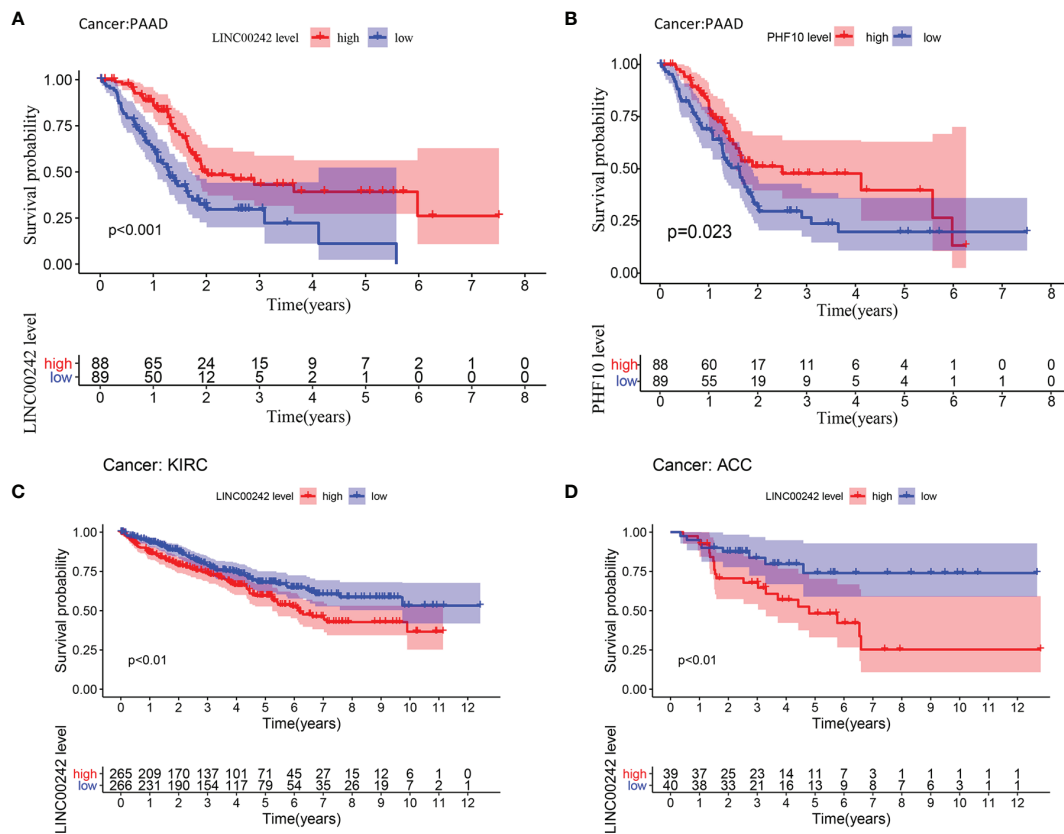 A
Cancer:PAAD
LINC00242 level high low
Survival probability
1.00
0.75
0.50
0.25
0.00
p<0.001
0 1 2 3 4 5 6 7 8
Time(years)
LINC00242 level
high 88 65 24 15 9 7 2 1 0
low 89 50 12 5 2 1 0 0 0
0 1 2 3 4 5 6 7 8
Time(years)
B
Cancer:PAAD
PHF10 level high low
Survival probability
1.00
0.75
0.50
0.25
0.00
p=0.023
0 1 2 3 4 5 6 7 8
Time(years)
PHF10 level
high 88 60 17 11 6 4 1 0 0
low 89 55 19 9 5 4 1 1 0
0 1 2 3 4 5 6 7 8
Time(years)
C
Cancer: KIRC
LINC00242 level high low
Survival probability
1.00
0.75
0.50
0.25
0.00
p<0.01
0 1 2 3 4 5 6 7 8 9 10 11 12
Time(years)
LINC00242 level
high 265 209 170 137 101 71 45 27 15 12 6 1 0
low 266 231 190 154 117 79 54 35 26 19 7 2 1
0 1 2 3 4 5 6 7 8 9 10 11 12
Time(years)
D
Cancer: ACC
LINC00242 level high low
Survival probability
1.00
0.75
0.50
0.25
0.00
p<0.01
0 1 2 3 4 5 6 7 8 9 10 11 12
Time(years)
LINC00242 level
high 39 37 25 23 14 11 7 3 1 1 1 1 1
low 40 38 33 21 16 13 9 8 7 6 3 1 1
0 1 2 3 4 5 6 7 8 9 10 11 12
Time(years)